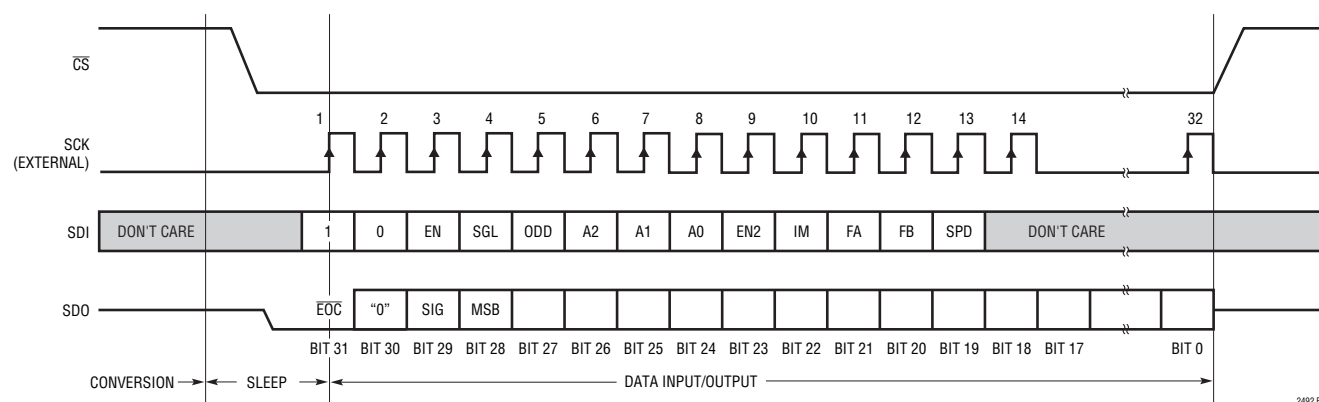 CS
1 2 3 4 5 6 7 8 9 10 11 12 13 14 32
SCK
(EXTERNAL)
SDI DON'T CARE 1 0 EN SGL ODD A2 A1 A0 EN2 IM FA FB SPD DON'T CARE
SDO EOC "0" SIG MSB
BIT 31 BIT 30 BIT 29 BIT 28 BIT 27 BIT 26 BIT 25 BIT 24 BIT 23 BIT 22 BIT 21 BIT 20 BIT 19 BIT 18 BIT 17 BIT 0
CONVERSION SLEEP DATA INPUT/OUTPUT
2492